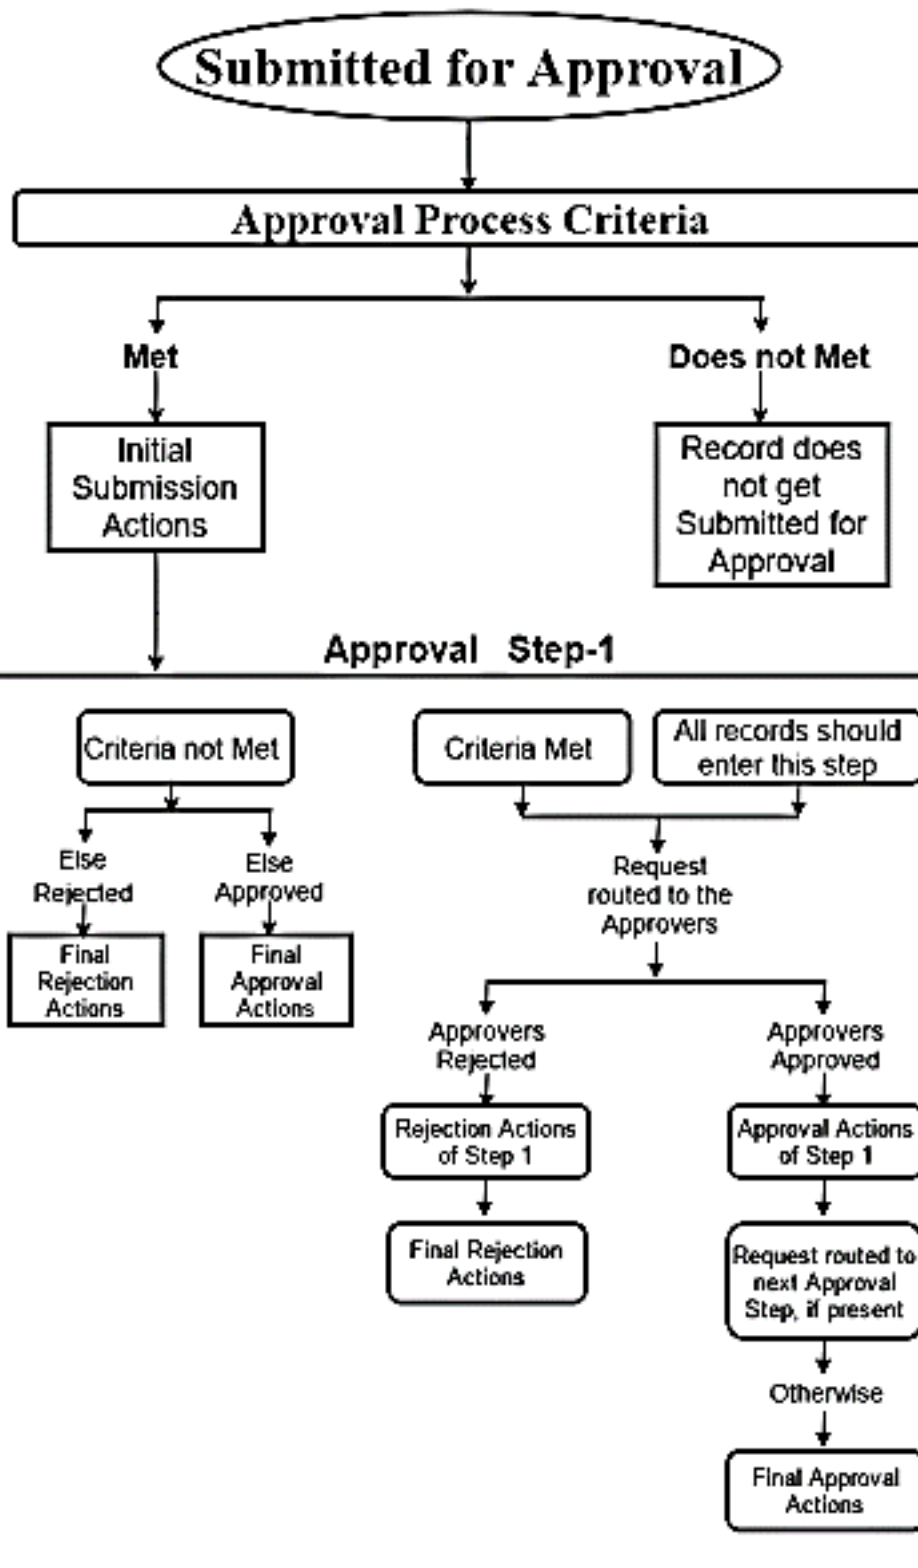 Submitted for Approval
Approval Process Criteria
Met
Does not Met
Initial
Submission
Actions
Record does
not get
Submitted for
Approval
Approval Step-1
Criteria not Met
Criteria Met
All records should
enter this step
Else
Rejected
Else
Approved
Final
Rejection
Actions
Final
Approval
Actions
Request
routed to the
Approvers
Approvers
Rejected
Approvers
Approved
Rejection Actions
of Step 1
Approval Actions
of Step 1
Final Rejection
Actions
Request routed to
next Approval
Step, if present
Otherwise
Final Approval
Actions